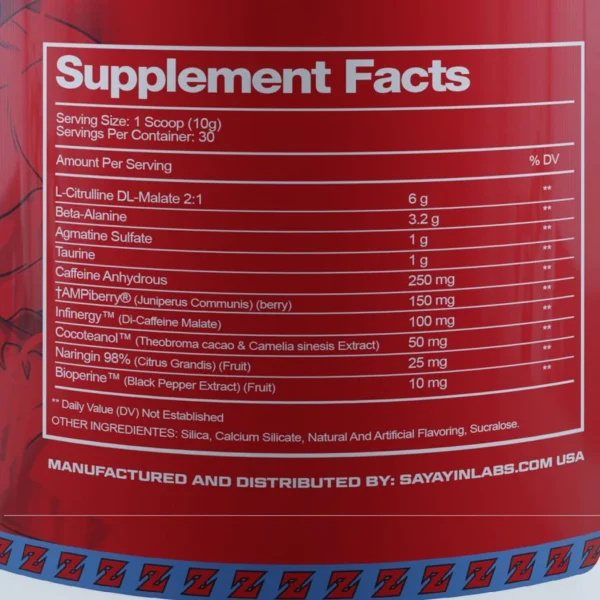 Supplement Facts
Serving Size: 1 Scoop (10g)
Servings Per Container: 30
Amount Per Serving % DV
L-Citrulline DL-Malate 2:1 6 g **
Beta-Alanine 3.2 g **
Agmatine Sulfate 1 g **
Taurine 1 g **
Caffeine Anhydrous 250 mg **
†AMPiberry® (Juniperus Communis) (berry) 150 mg **
Infinergy™ (Di-Caffeine Malate) 100 mg **
Cocoteanol™ (Theobroma cacao & Camelia sinesis Extract) 50 mg **
Naringin 98% (Citrus Grandis) (Fruit) 25 mg **
Bioperine™ (Black Pepper Extract) (Fruit) 10 mg **
** Daily Value (DV) Not Established
OTHER INGREDIENTES: Silica, Calcium Silicate, Natural And Artificial Flavoring, Sucralose.
MANUFACTURED AND DISTRIBUTED BY: SAYAYINLABS.COM USA
Z Z Z Z Z Z Z Z Z Z Z Z Z Z Z Z